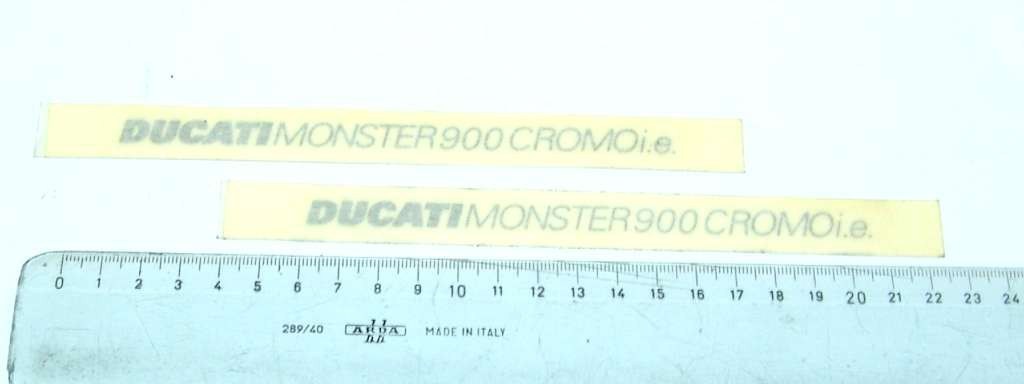 DUCATI MONSTER 900 CROMO i.e.
DUCATI MONSTER 900 CROMO i.e.
0 1 2 3 4 5 6 7 8 9 10 11 12 13 14 15 16 17 18 19 20 21 22 23 24
289/40 ARDA MADE IN ITALY